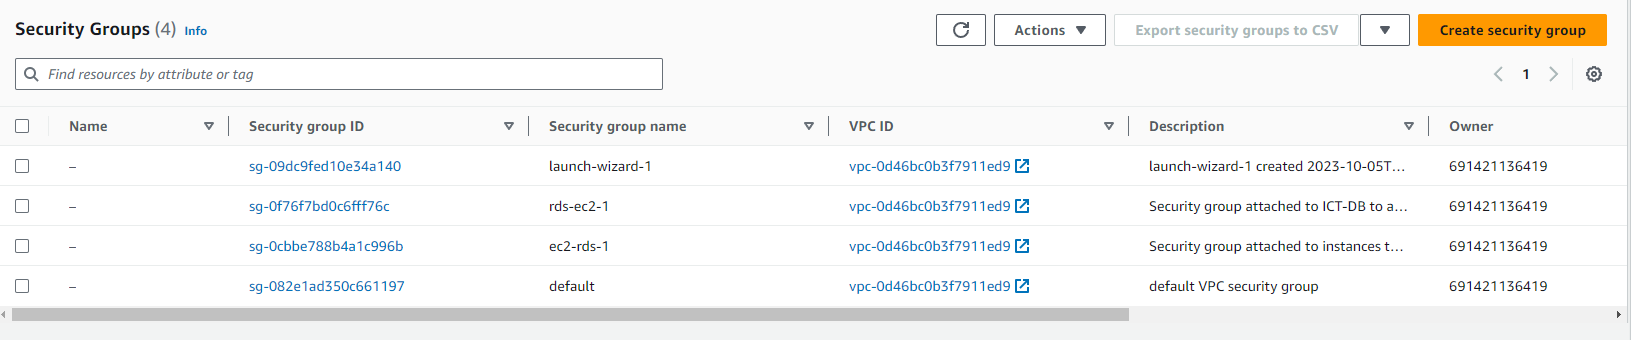 Security Groups (4) Info
Actions
Export security groups to CSV
Create security group
Find resources by attribute or tag
1
Name Security group ID Security group name VPC ID Description Owner
– sg-09dc9fed10e34a140 launch-wizard-1 vpc-0d46bc0b3f7911ed9 launch-wizard-1 created 2023-10-05T... 691421136419
– sg-0f76f7bd0c6fff76c rds-ec2-1 vpc-0d46bc0b3f7911ed9 Security group attached to ICT-DB to a... 691421136419
– sg-0cbbe788b4a1c996b ec2-rds-1 vpc-0d46bc0b3f7911ed9 Security group attached to instances t... 691421136419
– sg-082e1ad350c661197 default vpc-0d46bc0b3f7911ed9 default VPC security group 691421136419